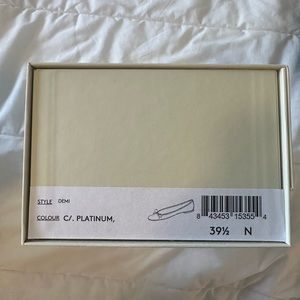 STYLE DEMI
COLOUR C/. PLATINUM,
8 43453 15355 4
39½ N